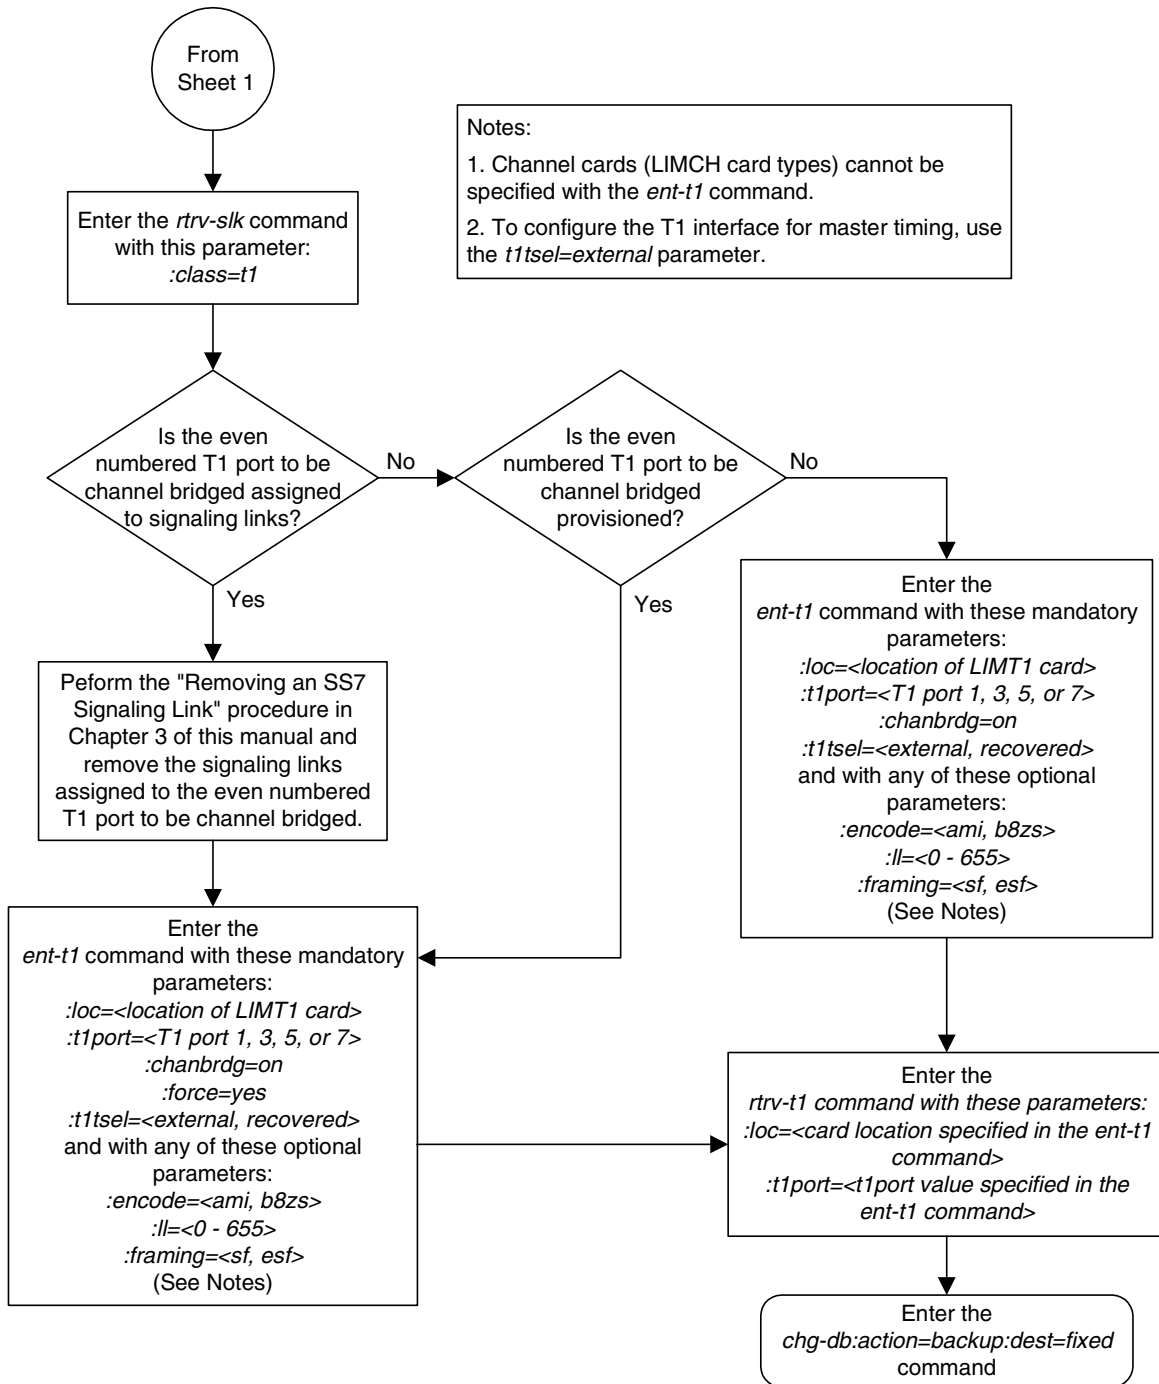 From
Sheet 1
Notes:
1. Channel cards (LIMCH card types) cannot be
specified with the ent-t1 command.
2. To configure the T1 interface for master timing, use
the t1tsel=external parameter.
Enter the rtrv-slk command
with this parameter:
:class=t1
Is the even
numbered T1 port to be
channel bridged assigned
to signaling links?
No
Yes
Is the even
numbered T1 port to be
channel bridged
provisioned?
No
Yes
Peform the "Removing an SS7
Signaling Link" procedure in
Chapter 3 of this manual and
remove the signaling links
assigned to the even numbered
T1 port to be channel bridged.
Enter the
ent-t1 command with these mandatory
parameters:
:loc=<location of LIMT1 card>
:t1port=<T1 port 1, 3, 5, or 7>
:chanbrdg=on
:t1tsel=<external, recovered>
and with any of these optional
parameters:
:encode=<ami, b8zs>
:ll=<0 - 655>
:framing=<sf, esf>
(See Notes)
Enter the
ent-t1 command with these mandatory
parameters:
:loc=<location of LIMT1 card>
:t1port=<T1 port 1, 3, 5, or 7>
:chanbrdg=on
:force=yes
:t1tsel=<external, recovered>
and with any of these optional
parameters:
:encode=<ami, b8zs>
:ll=<0 - 655>
:framing=<sf, esf>
(See Notes)
Enter the
rtrv-t1 command with these parameters:
:loc=<card location specified in the ent-t1
command>
:t1port=<t1port value specified in the
ent-t1 command>
Enter the
chg-db:action=backup:dest=fixed
command